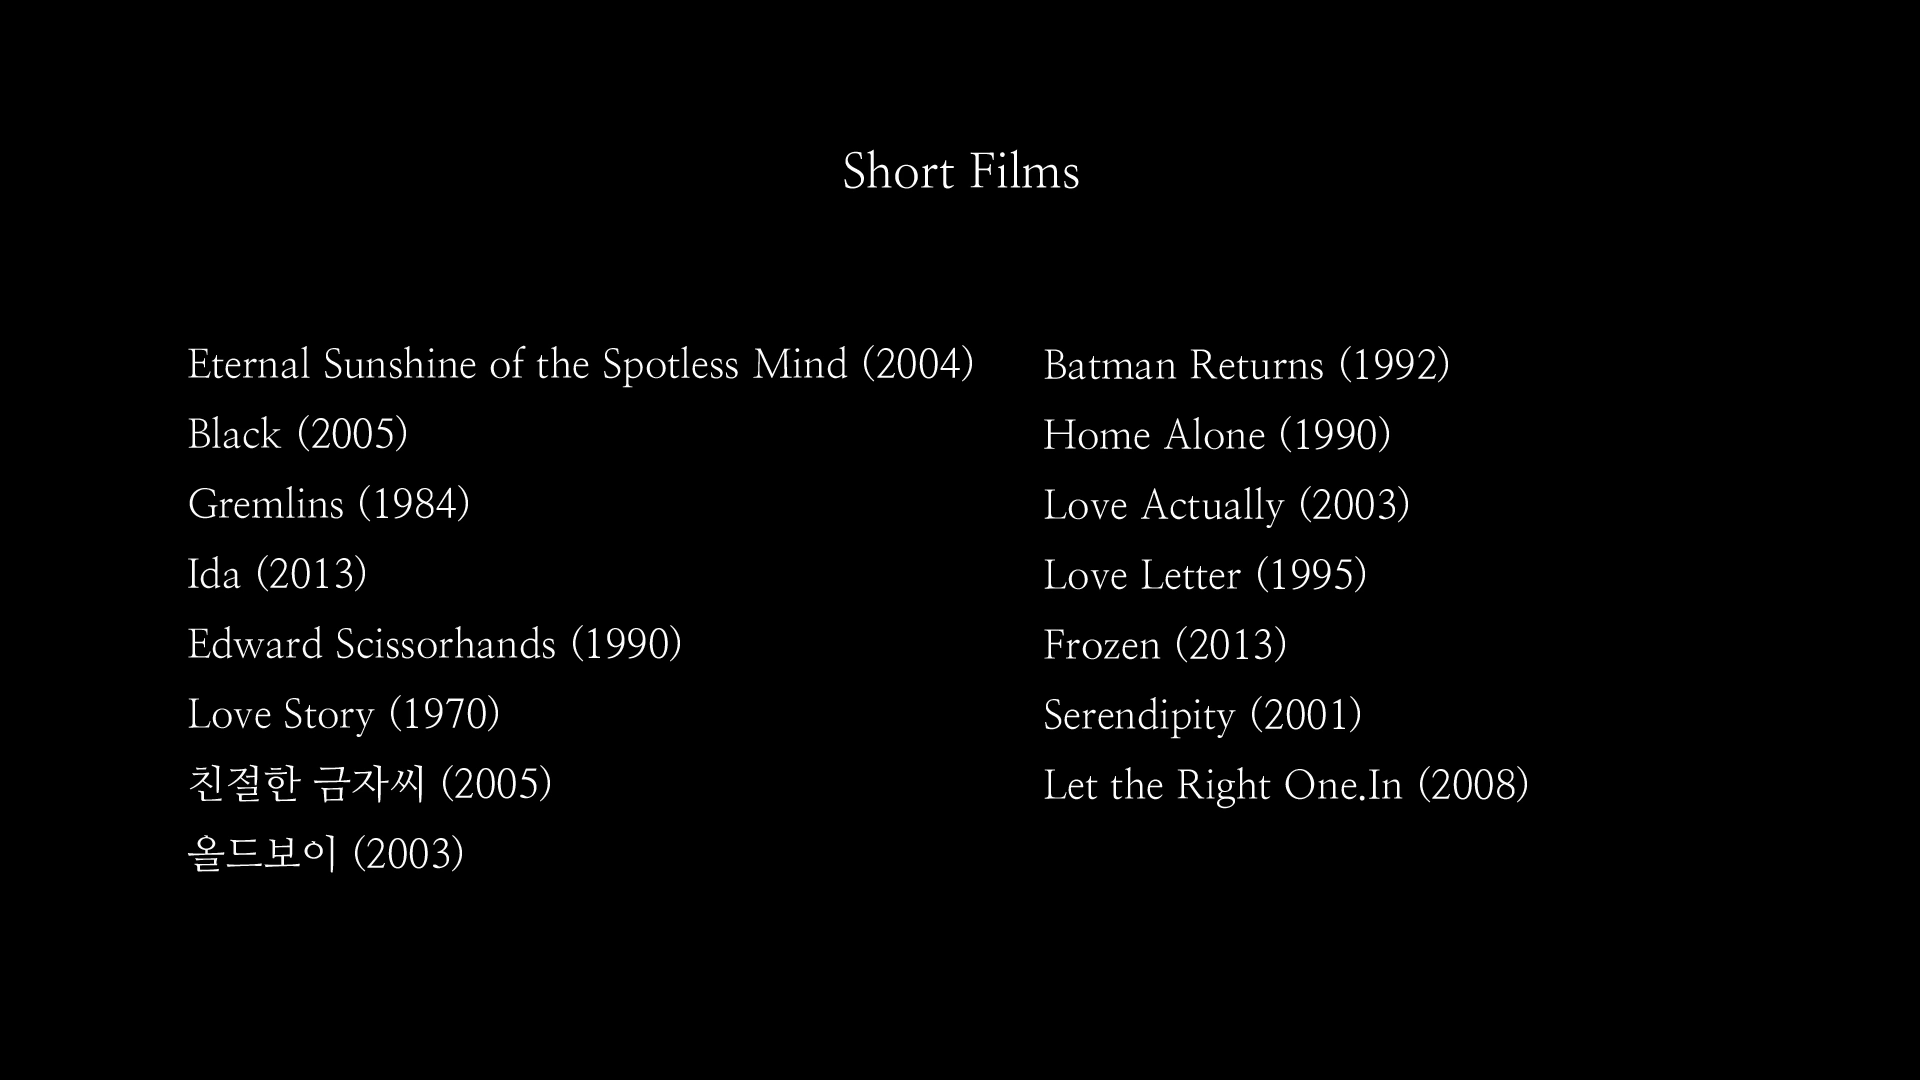 Short Films
Eternal Sunshine of the Spotless Mind (2004)
Black (2005)
Gremlins (1984)
Ida (2013)
Edward Scissorhands (1990)
Love Story (1970)
친절한 금자씨 (2005)
올드보이 (2003)
Batman Returns (1992)
Home Alone (1990)
Love Actually (2003)
Love Letter (1995)
Frozen (2013)
Serendipity (2001)
Let the Right One.In (2008)